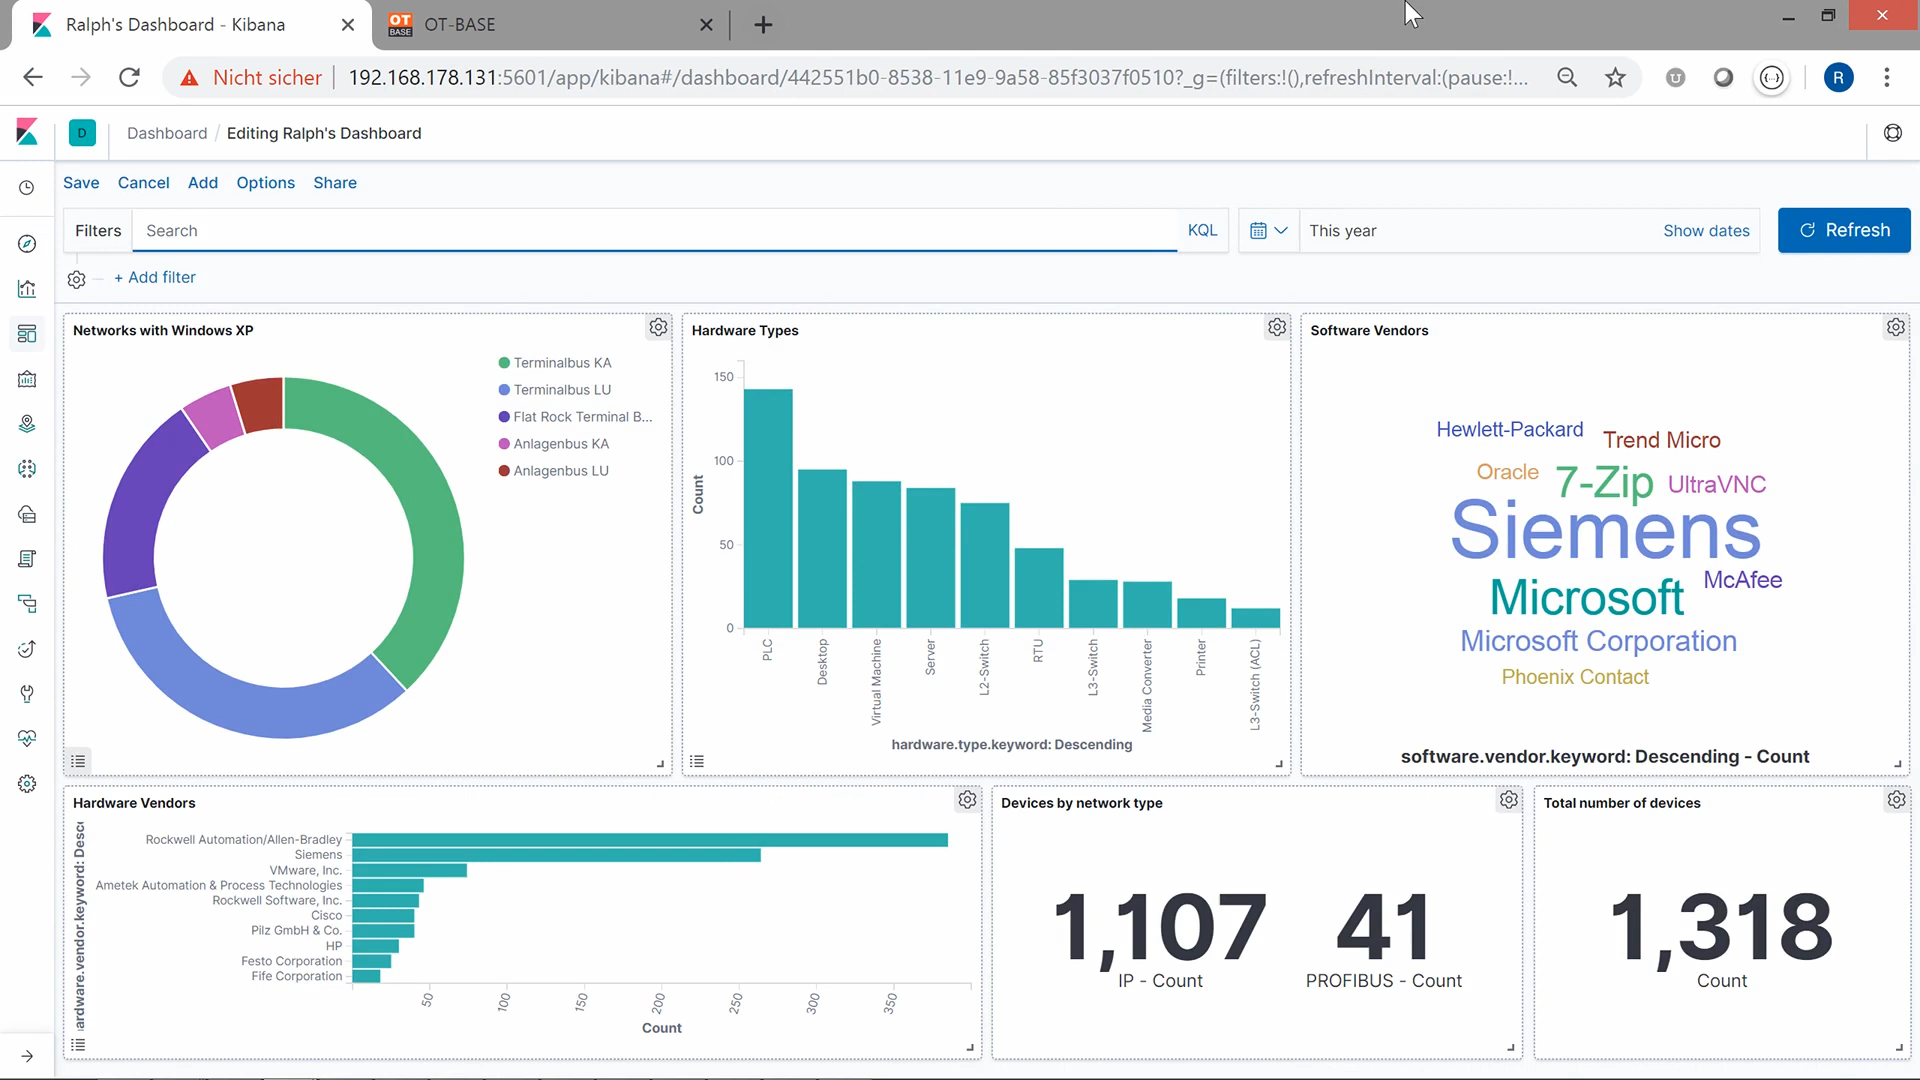 Ralph's Dashboard - Kibana
OT BASE OT-BASE
Nicht sicher 192.168.178.131:5601/app/kibana#/dashboard/442551b0-8538-11e9-9a58-85f3037f0510?_g=(filters:!(),refreshInterval:(pause:!...
R
D Dashboard / Editing Ralph's Dashboard
Save Cancel Add Options Share
Filters Search KQL This year Show dates Refresh
+ Add filter
Networks with Windows XP
Terminalbus KA
Terminalbus LU
Flat Rock Terminal B...
Anlagenbus KA
Anlagenbus LU
Hardware Types
Count
150
100
50
0
PLC
Desktop
Virtual Machine
Server
L2-Switch
RTU
L3-Switch
Media Converter
Printer
L3-Switch (ACL)
hardware.type.keyword: Descending
Software Vendors
Hewlett-Packard
Trend Micro
Oracle
7-Zip
UltraVNC
Siemens
McAfee
Microsoft
Microsoft Corporation
Phoenix Contact
software.vendor.keyword: Descending - Count
Hardware Vendors
ardware.vendor.keyword: Desc
Rockwell Automation/Allen-Bradley
Siemens
VMware, Inc.
Ametek Automation & Process Technologies
Rockwell Software, Inc.
Cisco
Pilz GmbH & Co.
HP
Festo Corporation
Fife Corporation
50
100
150
200
250
300
350
Count
Devices by network type
1,107
IP - Count
41
PROFIBUS - Count
Total number of devices
1,318
Count